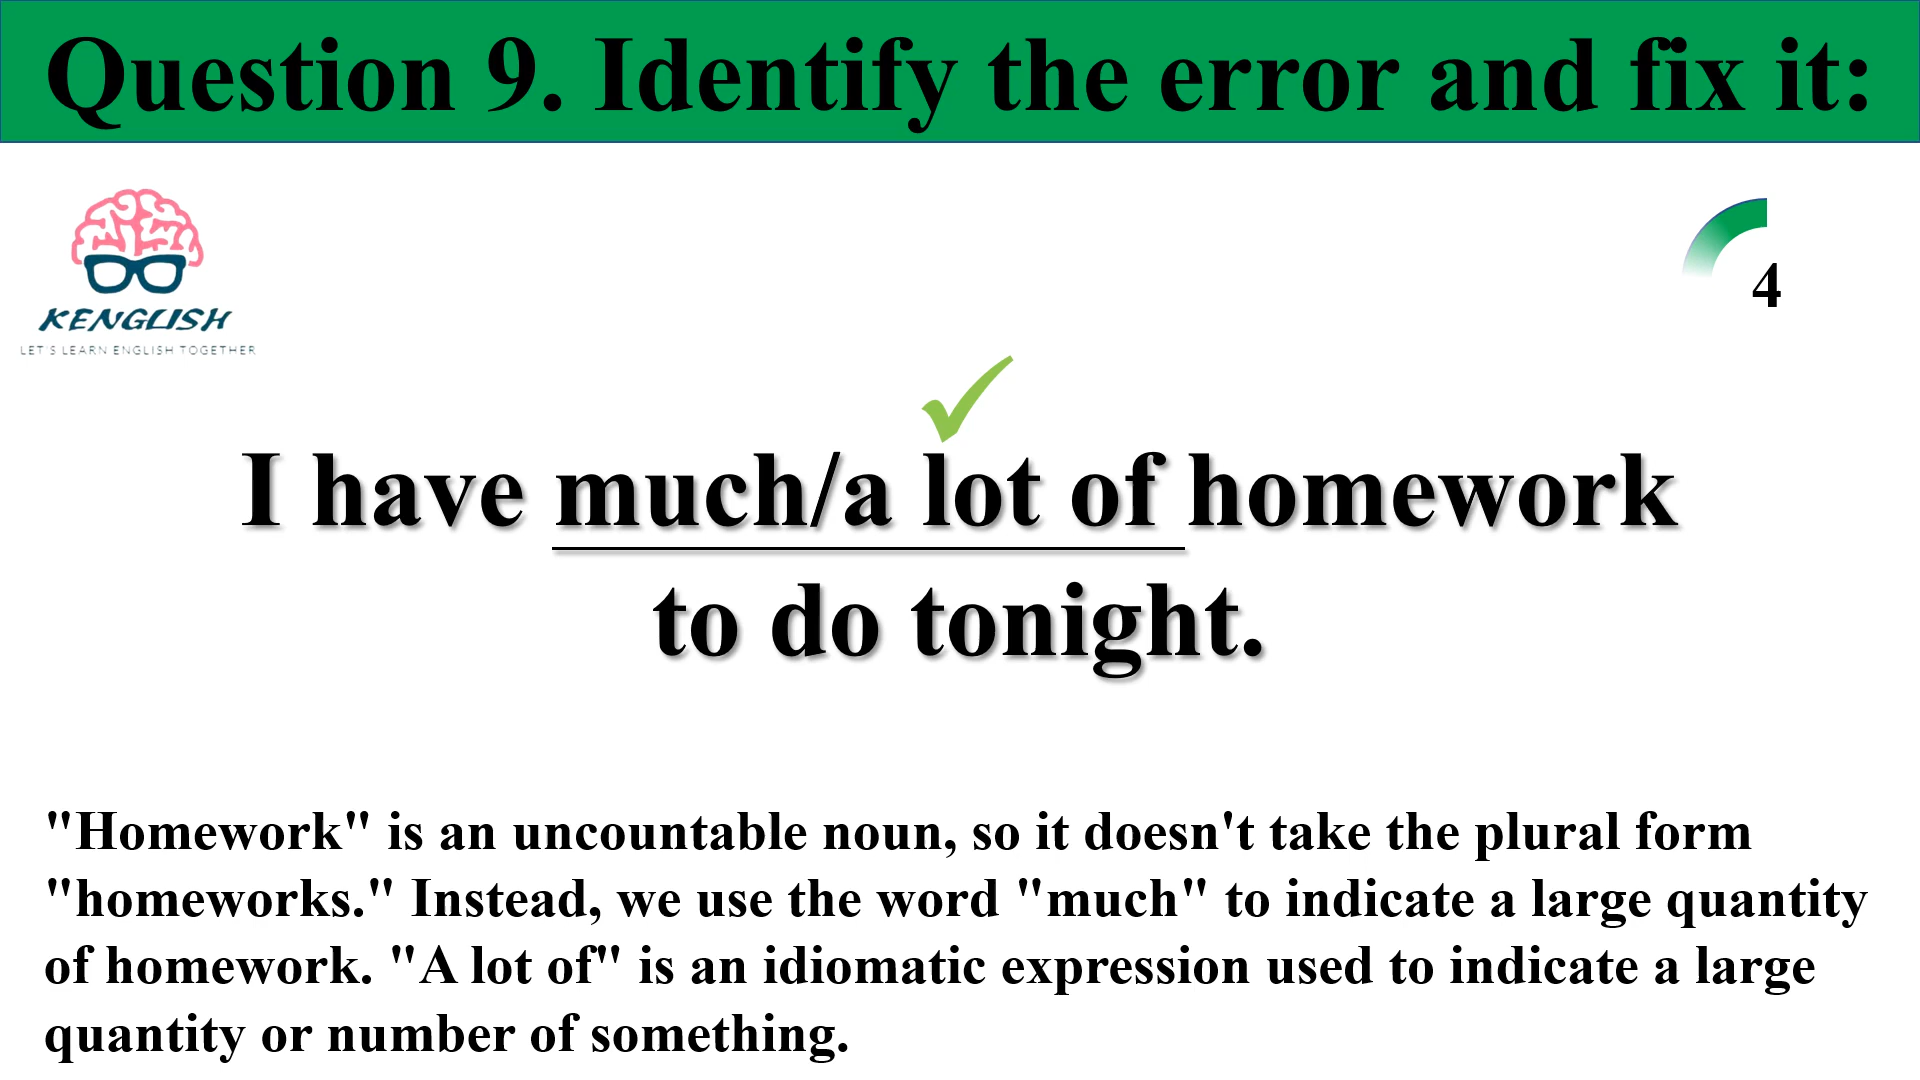 Question 9. Identify the error and fix it:
KENGLISH
LET'S LEARN ENGLISH TOGETHER
4
I have much/a lot of homework
to do tonight.
"Homework" is an uncountable noun, so it doesn't take the plural form
"homeworks." Instead, we use the word "much" to indicate a large quantity
of homework. "A lot of" is an idiomatic expression used to indicate a large
quantity or number of something.